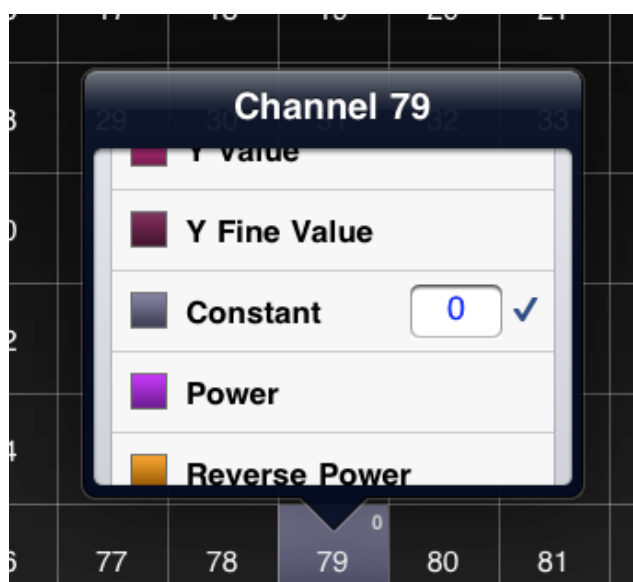 Channel 79
29 30 31 32 33
Y Value
Y Fine Value
Constant 0 ✓
Power
Reverse Power
0
77 78 79 80 81